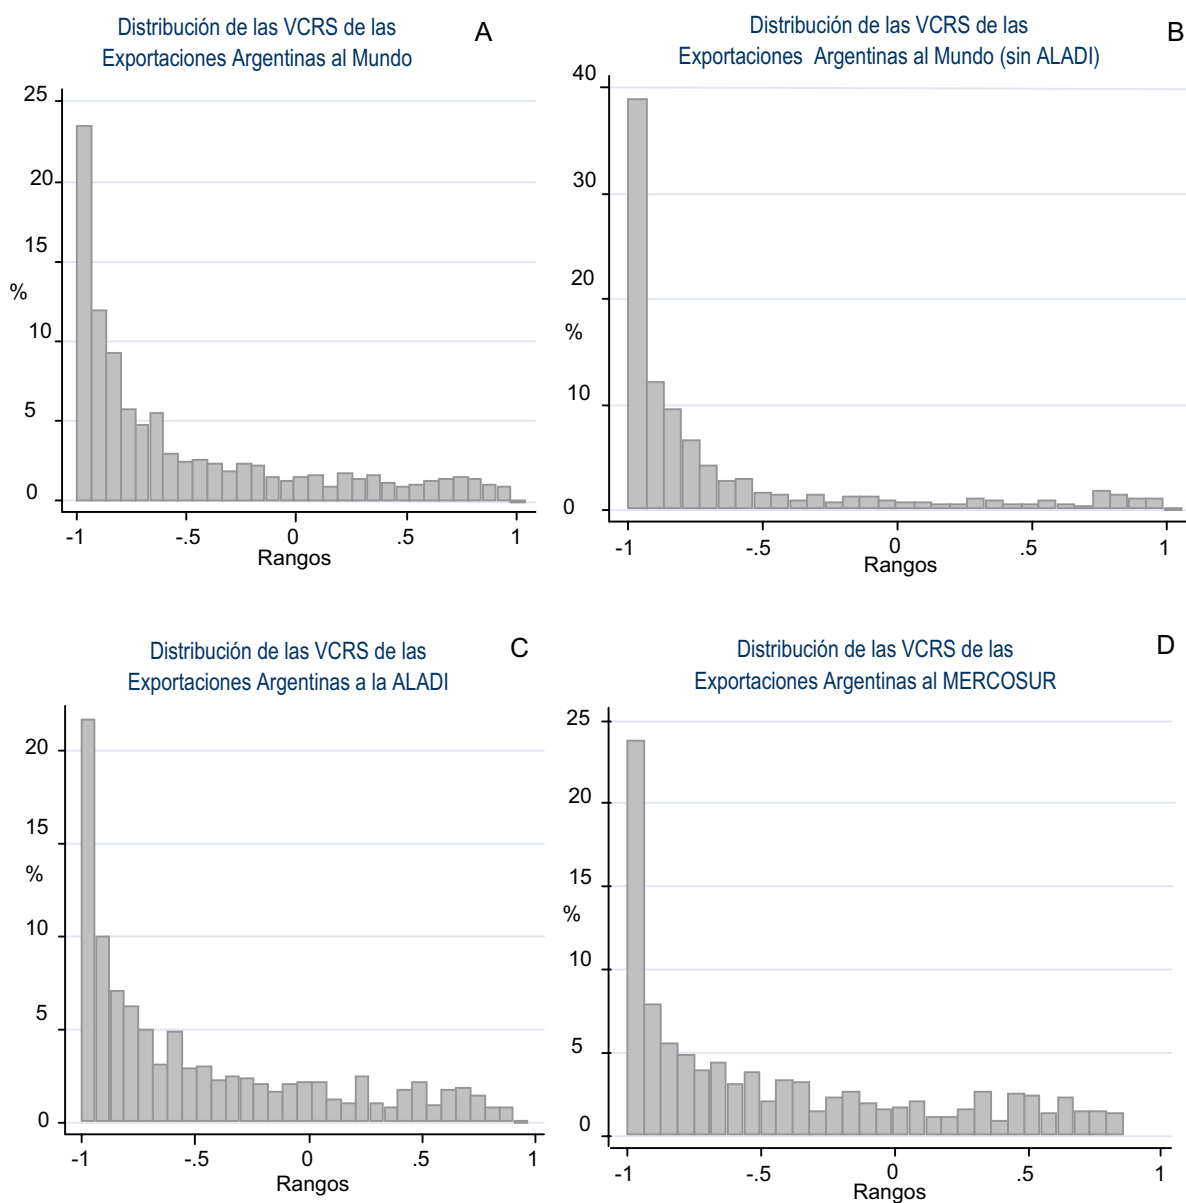 Distribución de las VCRS de las
Exportaciones Argentinas al Mundo
A
25
20
15
%
10
5
0
-1
-.5
0
.5
1
Rangos
Distribución de las VCRS de las
Exportaciones Argentinas al Mundo (sin ALADI)
B
40
30
20
%
10
0
-1
-.5
0
.5
1
Rangos
Distribución de las VCRS de las
Exportaciones Argentinas a la ALADI
C
20
15
%
10
5
0
-1
-.5
0
.5
1
Rangos
Distribución de las VCRS de las
Exportaciones Argentinas al MERCOSUR
D
25
20
15
%
10
5
0
-1
-.5
0
.5
1
Rangos